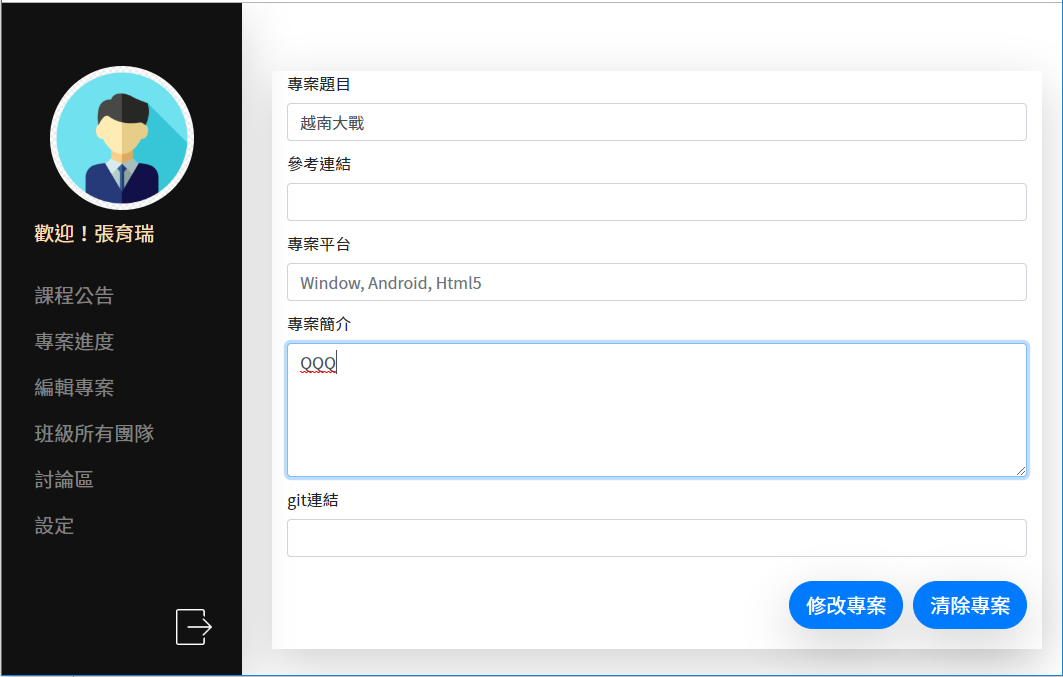 歡迎！張育瑞
課程公告
專案進度
編輯專案
班級所有團隊
討論區
設定
專案題目
越南大戰
參考連結
專案平台
Window, Android, Html5
專案簡介
QQQ
git連結
修改專案
清除專案